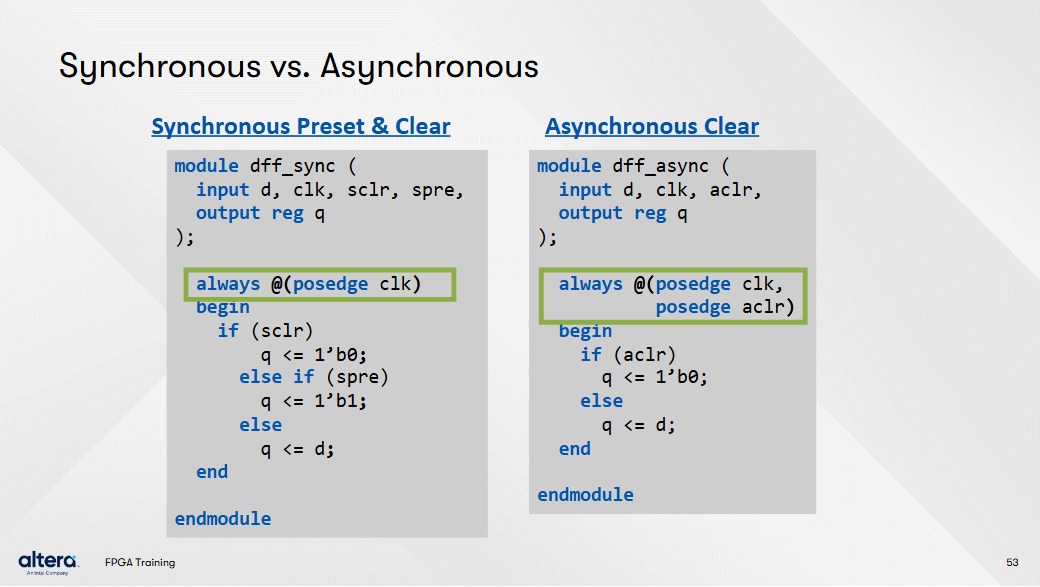 Synchronous vs. Asynchronous
Synchronous Preset & Clear
module dff_sync (
input d, clk, sclr, spre,
output reg q
);
always @(posedge clk)
begin
if (sclr)
q <= 1’b0;
else if (spre)
q <= 1’b1;
else
q <= d;
end
endmodule
Asynchronous Clear
module dff_async (
input d, clk, aclr,
output reg q
);
always @(posedge clk,
posedge aclr)
begin
if (aclr)
q <= 1’b0;
else
q <= d;
end
endmodule
altera.
An Intel Company
FPGA Training
53